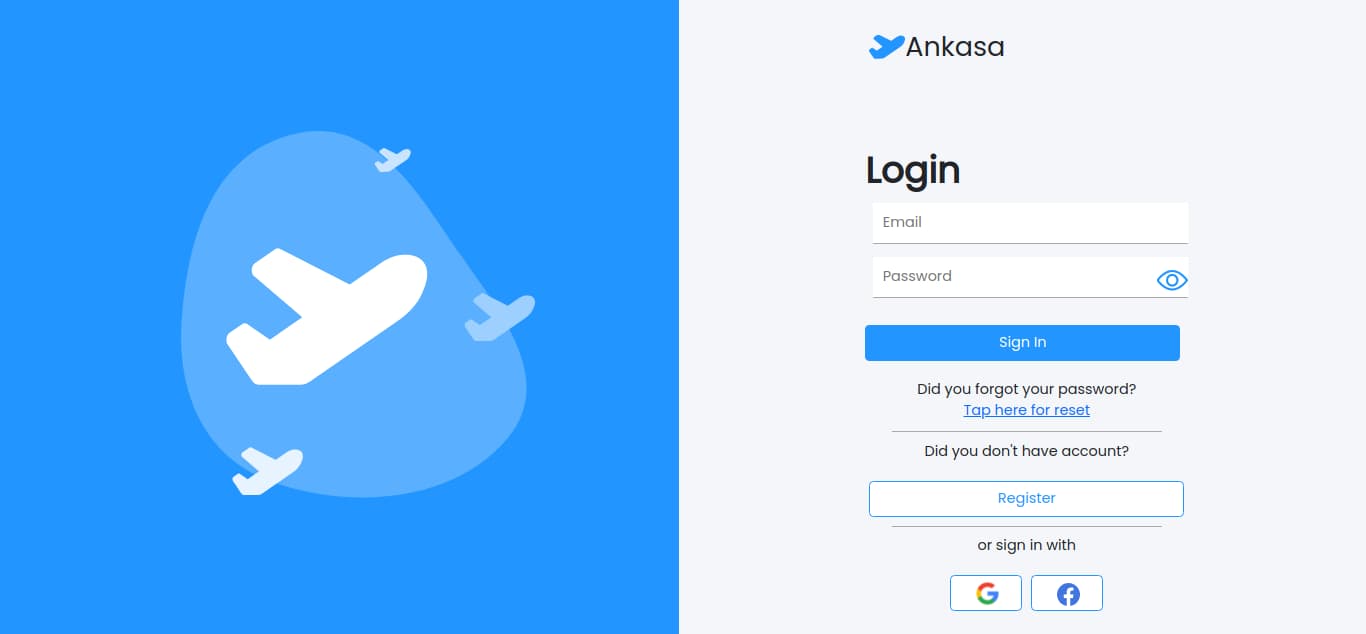 Ankasa
Login
Email
Password
Sign In
Did you forgot your password?
Tap here for reset
Did you don't have account?
Register
or sign in with